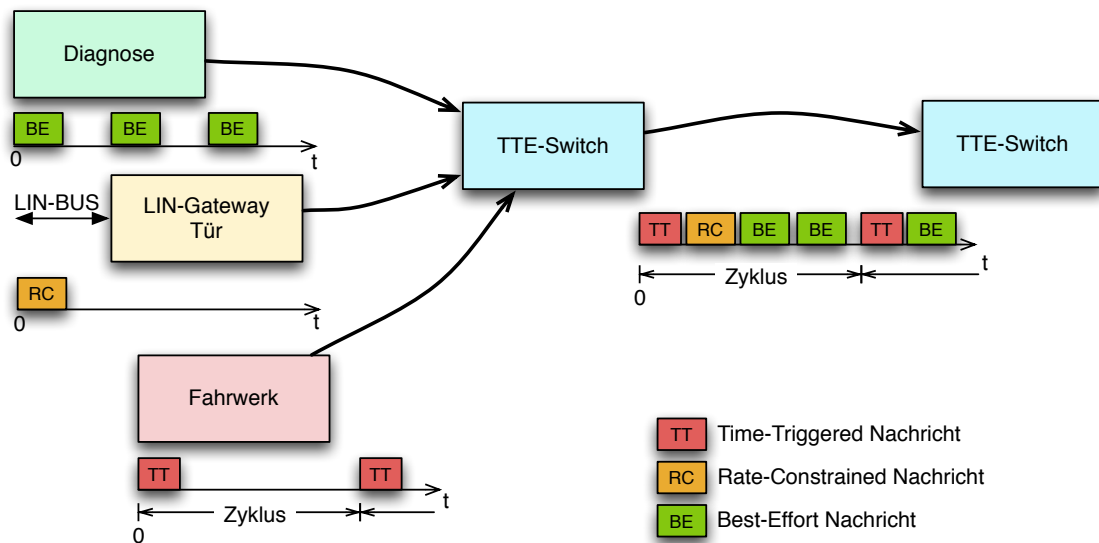 Diagnose
BE BE BE
0 t
LIN-BUS
LIN-Gateway
Tür
RC
0 t
Fahrwerk
TT TT
Zyklus t
0
TTE-Switch
TTE-Switch
TT RC BE BE TT BE
Zyklus t
0
TT Time-Triggered Nachricht
RC Rate-Constrained Nachricht
BE Best-Effort Nachricht